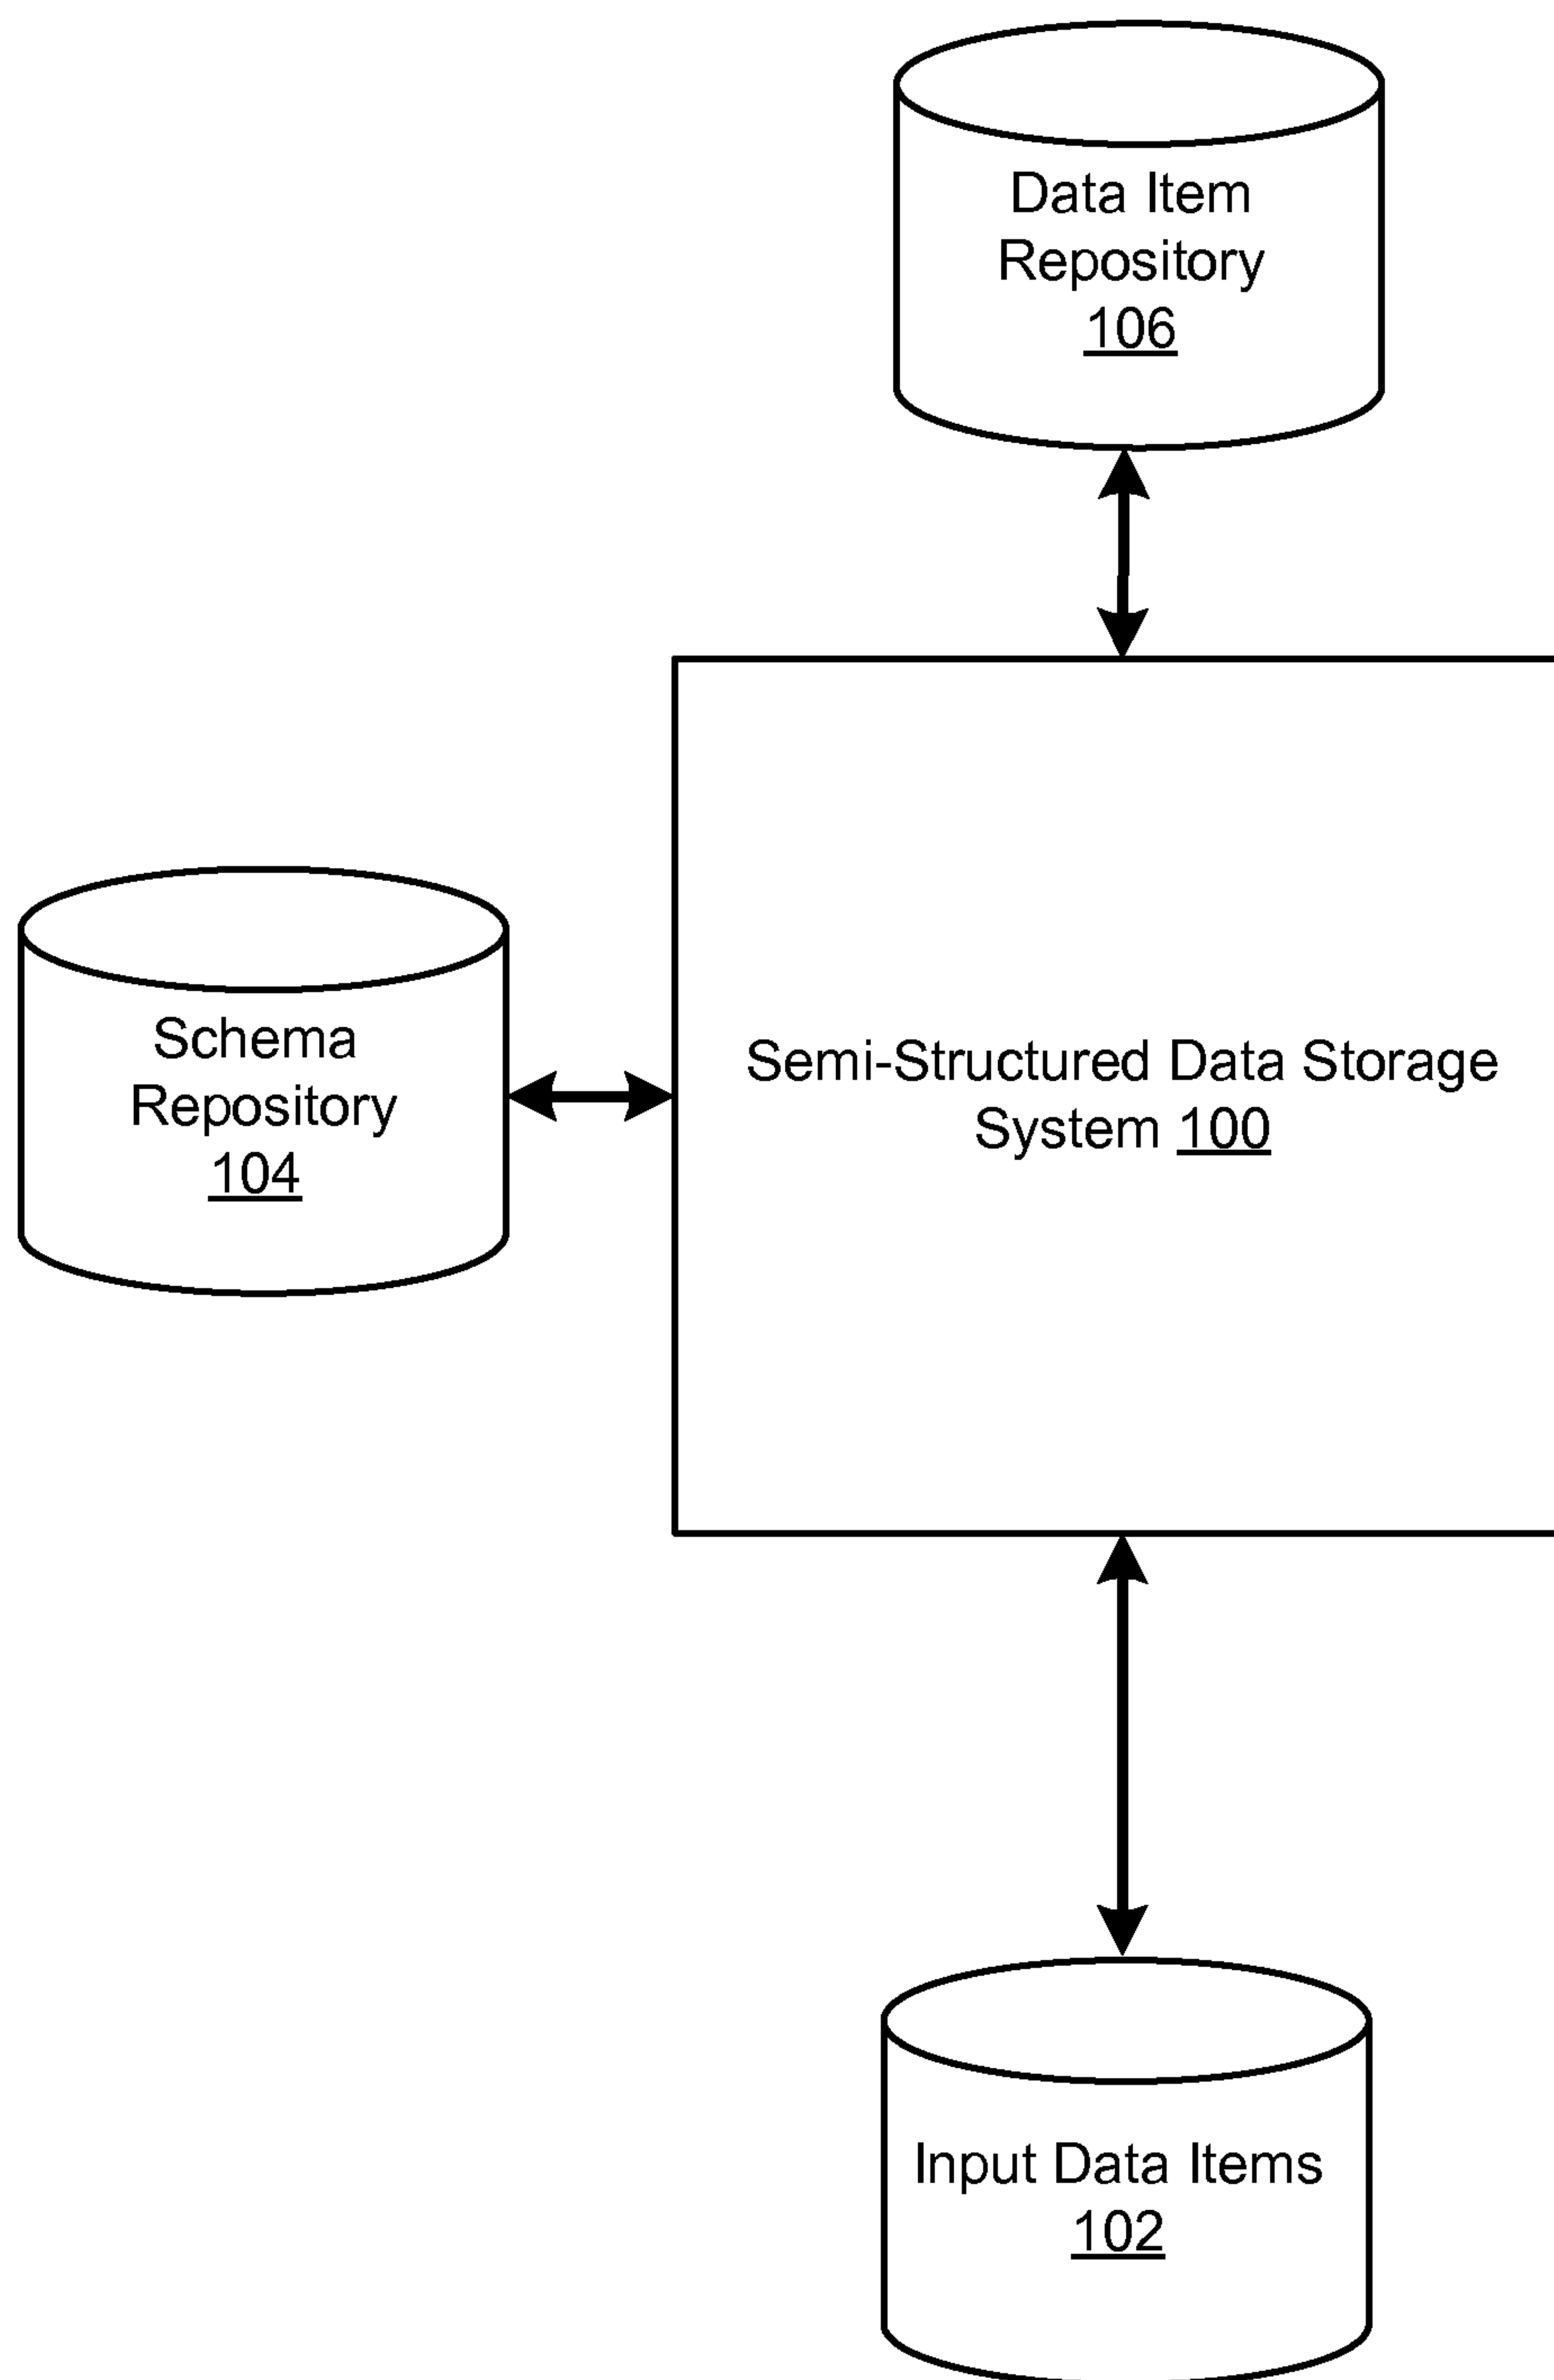 Data Item
Repository
106
Schema
Repository
104
Semi-Structured Data Storage
System 100
Input Data Items
102